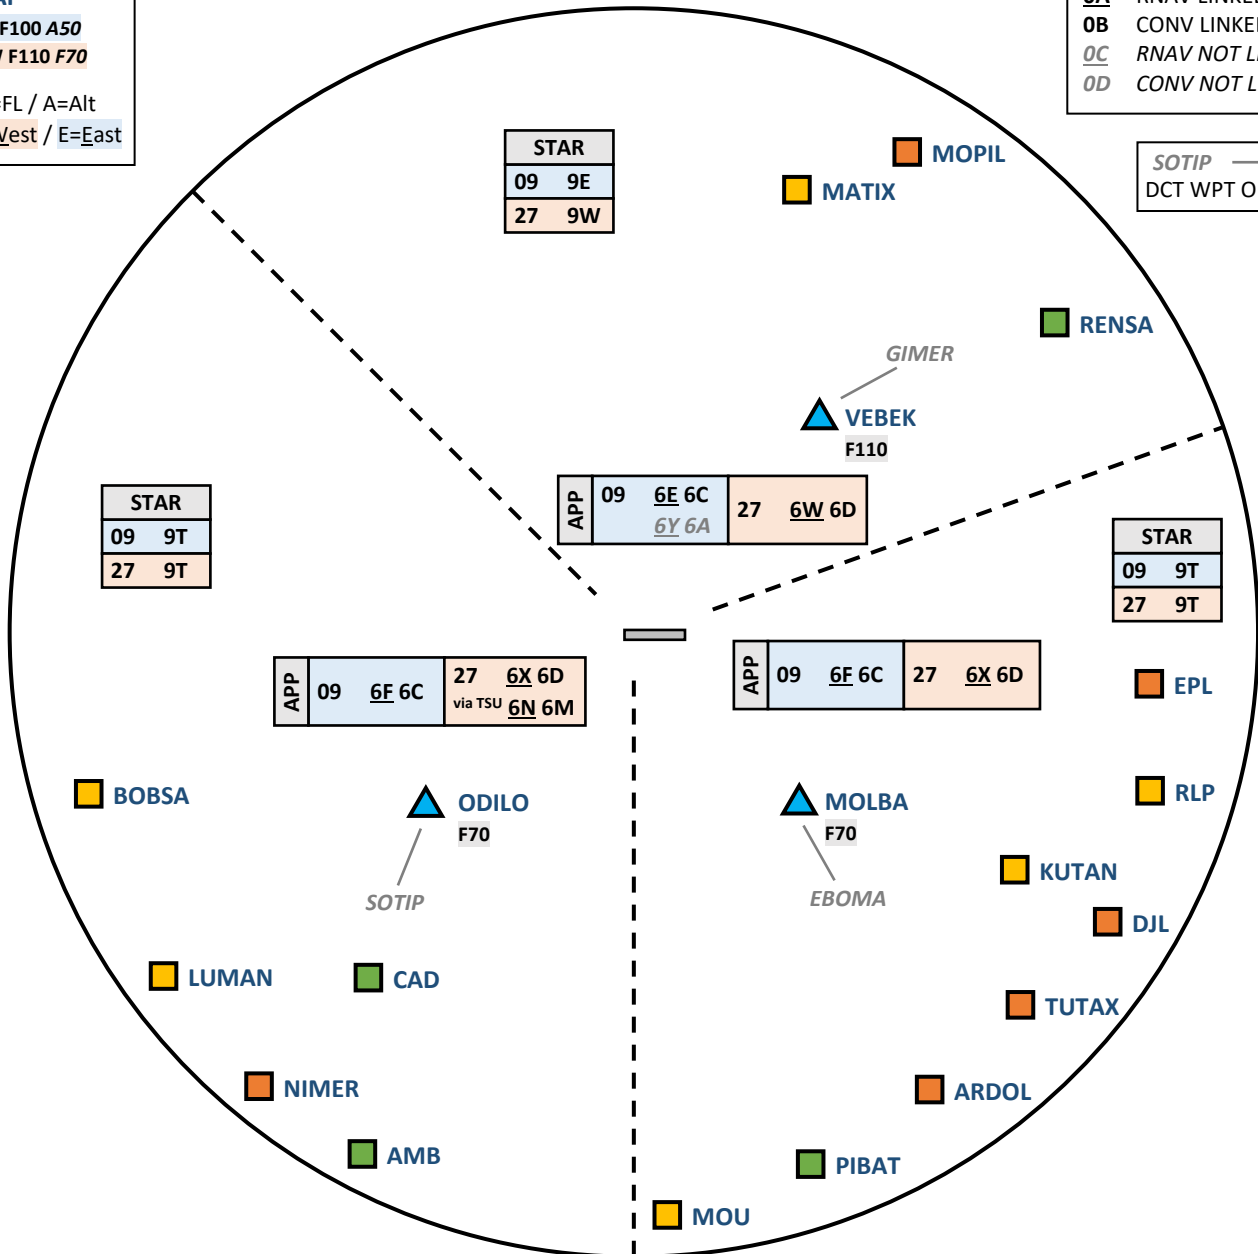 F100 A50
F110 F70
FL / A=Alt
est / E=East
RNAV LINKE
0B CONV LINKE
0C RNAV NOT L
0D CONV NOT L
SOTIP
DCT WPT O
STAR
09 9E
27 9W
MOPIL
MATIX
RENSA
GIMER
VEBEK
F110
APP
09 6E 6C
6Y 6A
27 6W 6D
STAR
09 9T
27 9T
STAR
09 9T
27 9T
APP
09 6F 6C
27 6X 6D
via TSU 6N 6M
APP
09 6F 6C
27 6X 6D
EPL
BOBSA
ODILO
F70
SOTIP
MOLBA
F70
EBOMA
RLP
KUTAN
DJL
LUMAN
CAD
TUTAX
NIMER
ARDOL
AMB
PIBAT
MOU